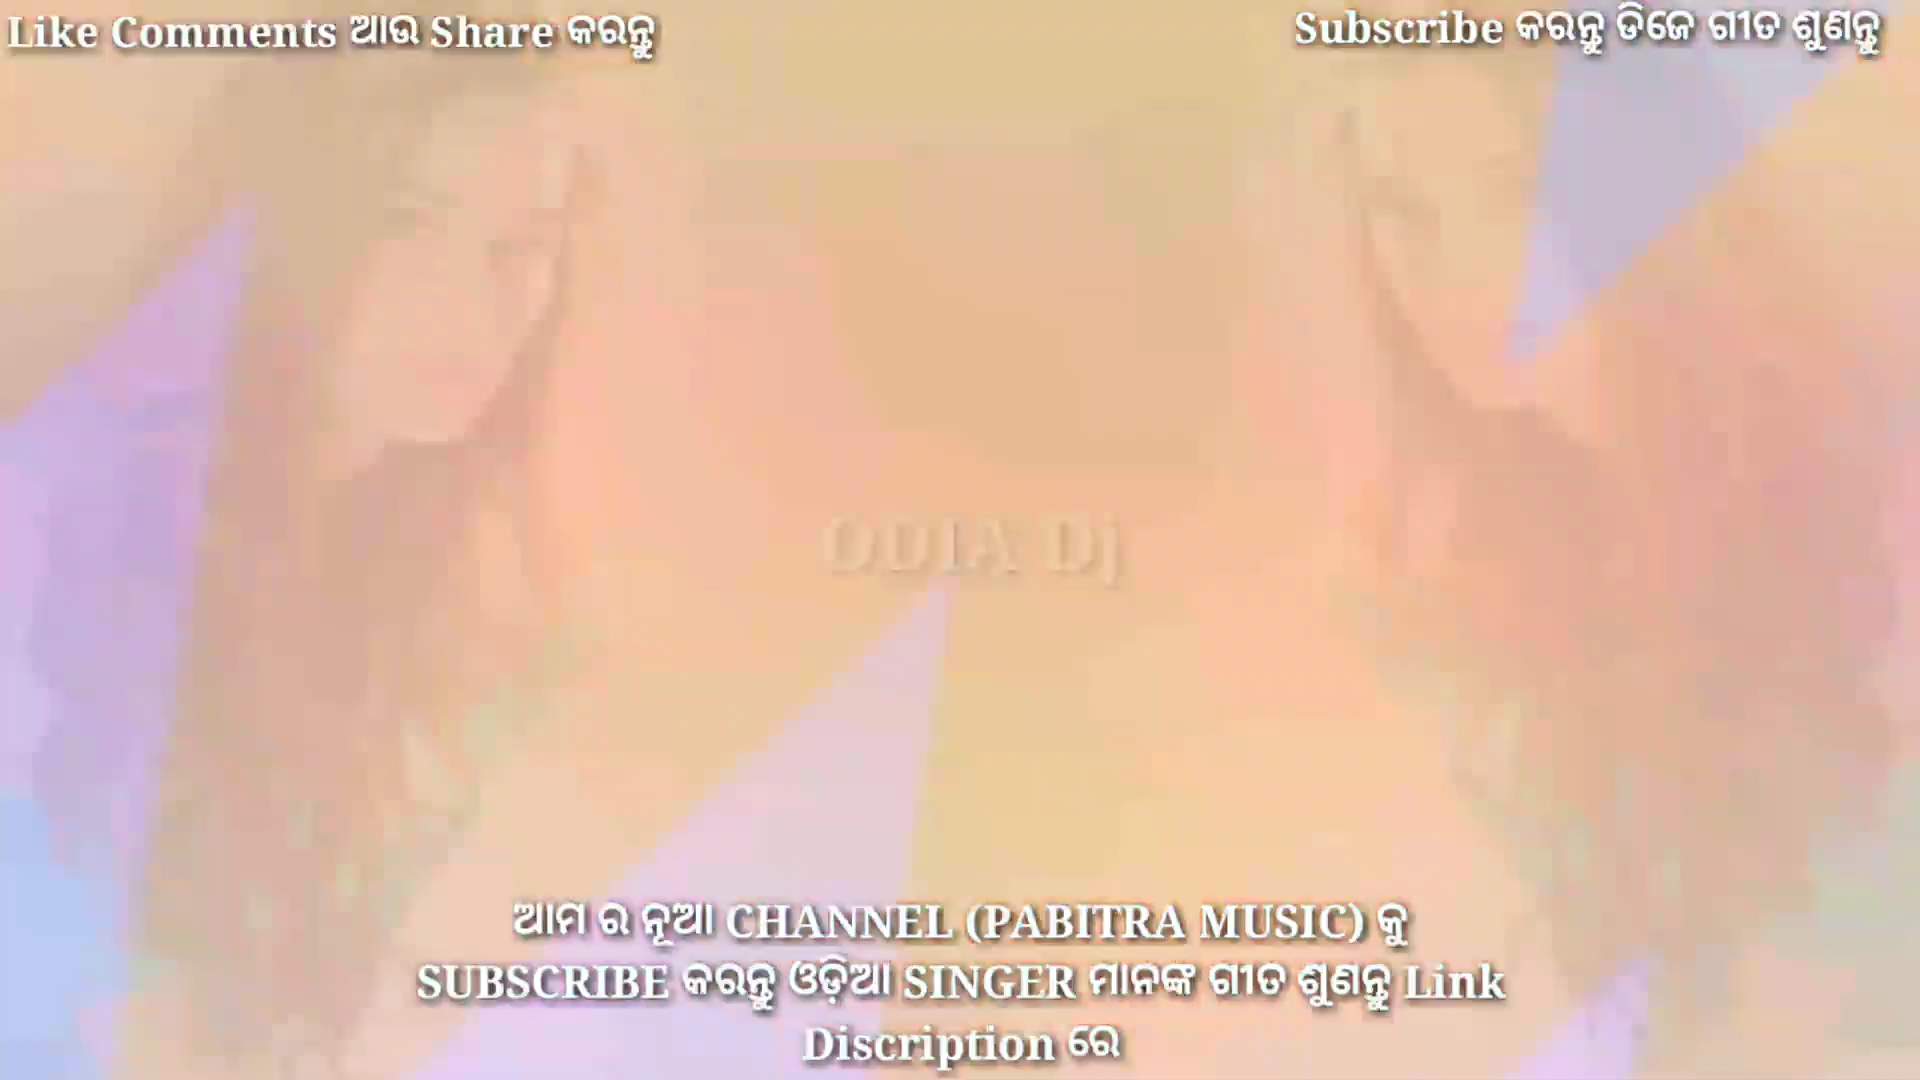 Like Comments ଆଉ Share କରନ୍ତୁ
Subscribe କରନ୍ତୁ ଡିଜେ ଗୀତ ଶୁଣନ୍ତୁ
ODIA Dj
ଆମ ର ନୂଆ CHANNEL (PABITRA MUSIC) କୁ
SUBSCRIBE କରନ୍ତୁ ଓଡ଼ିଆ SINGER ମାନଙ୍କ ଗୀତ ଶୁଣନ୍ତୁ Link
Discription ରେ